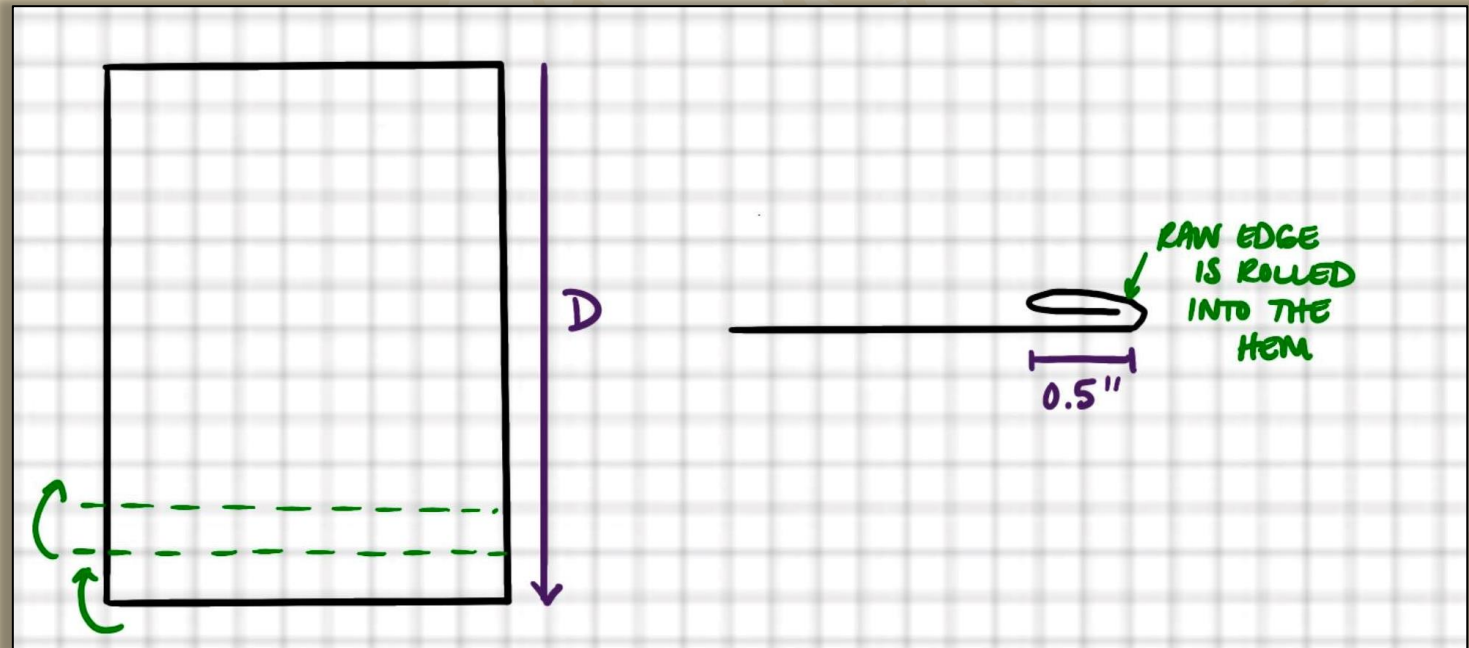 D
RAW EDGE
IS ROLLED
INTO THE
HEM
0.5"